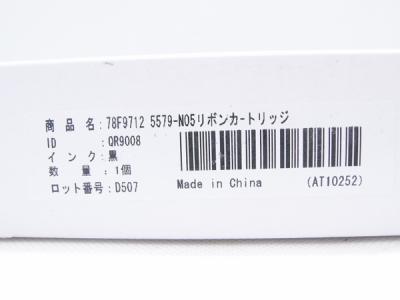 商 品 名:78F9712 5579-N05リボンカートリッジ
ID :QR9008
イ ン ク:黒
数 量 :1個
ロット番号:D507
Made in China (AT10252)